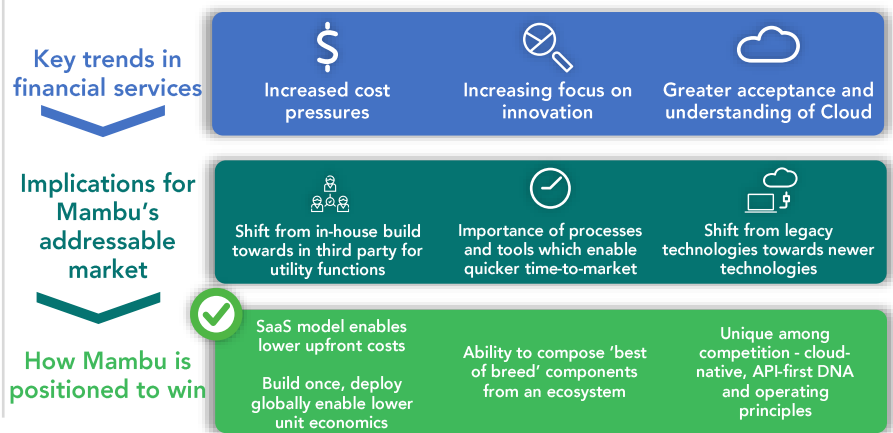 Key trends in
financial services
Increased cost
pressures
Increasing focus on
innovation
Greater acceptance and
understanding of Cloud
Implications for
Mambu's
addressable
market
Shift from in-house build
towards in third party for
utility functions
Importance of processes
and tools which enable
quicker time-to-market
Shift from legacy
technologies towards newer
technologies
How Mambu is
positioned to win
SaaS model enables
lower upfront costs
Build once, deploy
globally enable lower
unit economics
Ability to compose ‘best
of breed’ components
from an ecosystem
Unique among
competition - cloud-
native, API-first DNA
and operating
principles